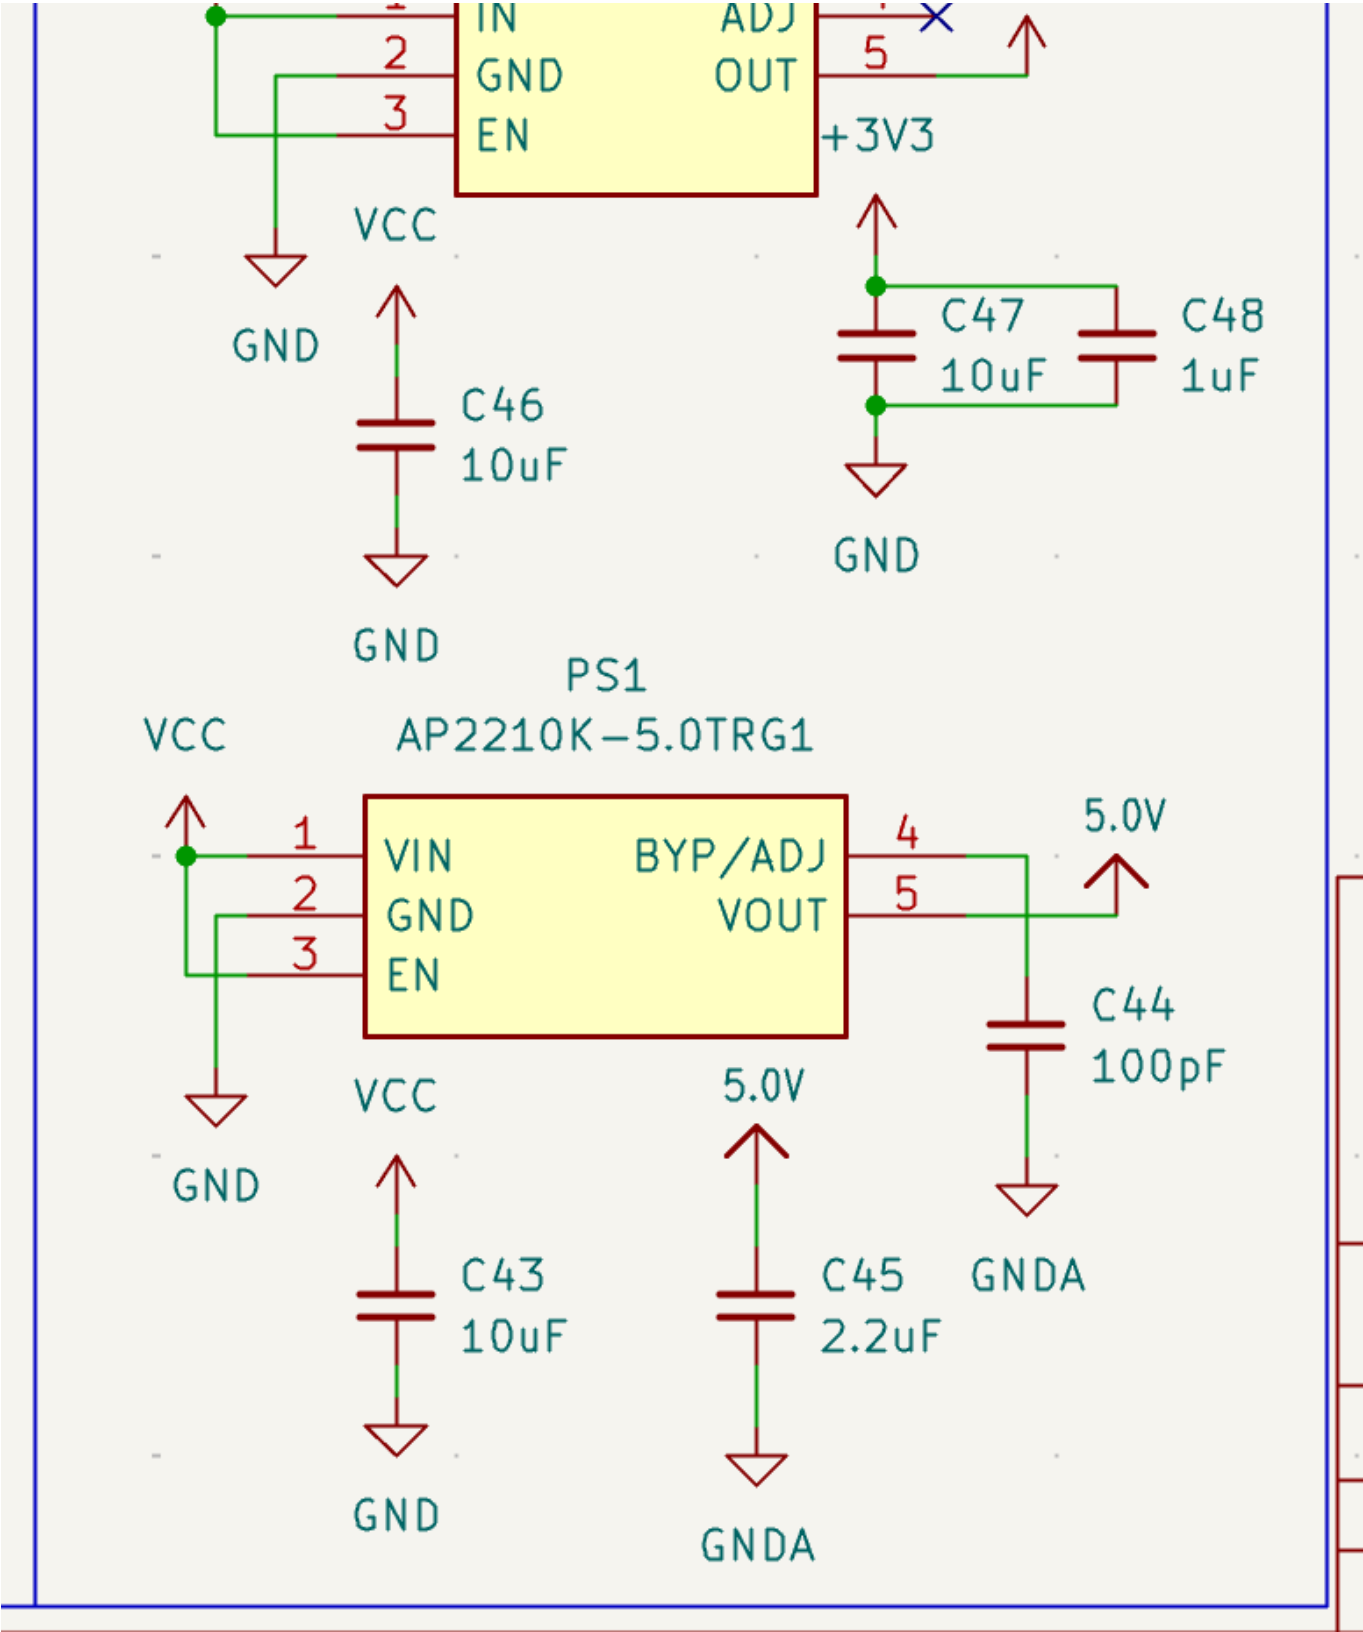 IN
ADJ
2
GND
OUT
5
3
EN
+3V3
VCC
GND
C47
10uF
C48
1uF
C46
10uF
GND
GND
PS1
AP2210K-5.0TRG1
VCC
5.0V
1
VIN
BYP/ADJ
4
2
GND
VOUT
5
3
EN
C44
100pF
VCC
5.0V
GND
GNDA
C43
10uF
C45
2.2uF
GND
GNDA